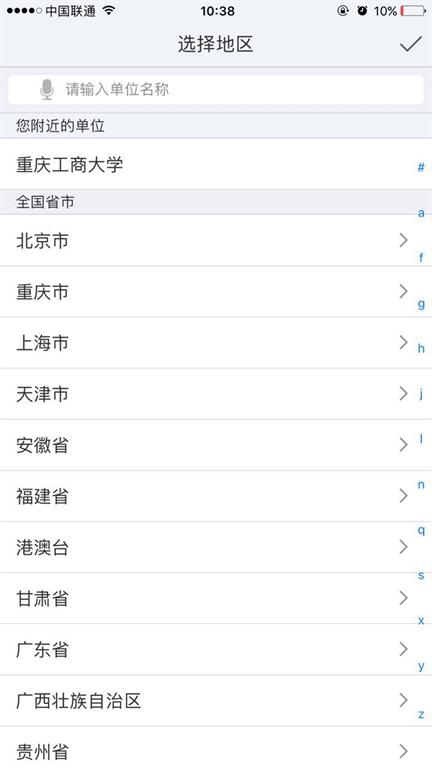 中国联通 10:38 10%
选择地区
请输入单位名称
您附近的单位
重庆工商大学
#
全国省市
a
北京市
f
重庆市
g
上海市
h
天津市
j
安徽省
l
福建省
n
港澳台
q
甘肃省
s
广东省
x
广西壮族自治区
y
贵州省
z